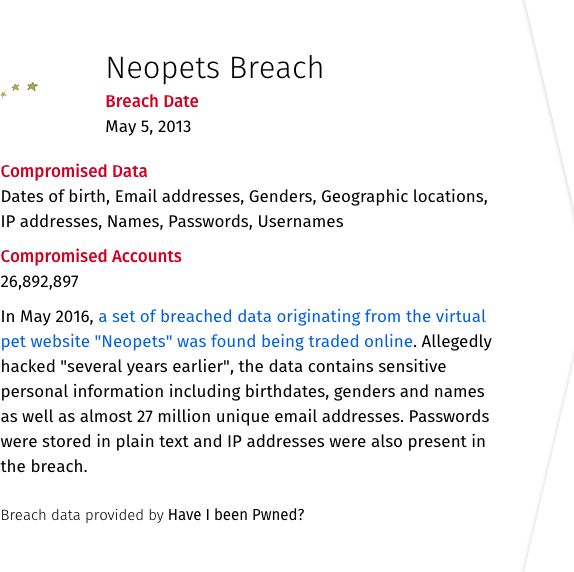 Neopets Breach
Breach Date
May 5, 2013
Compromised Data
Dates of birth, Email addresses, Genders, Geographic locations,
IP addresses, Names, Passwords, Usernames
Compromised Accounts
26,892,897
In May 2016, a set of breached data originating from the virtual
pet website "Neopets" was found being traded online. Allegedly
hacked "several years earlier", the data contains sensitive
personal information including birthdates, genders and names
as well as almost 27 million unique email addresses. Passwords
were stored in plain text and IP addresses were also present in
the breach.
Breach data provided by Have I been Pwned?